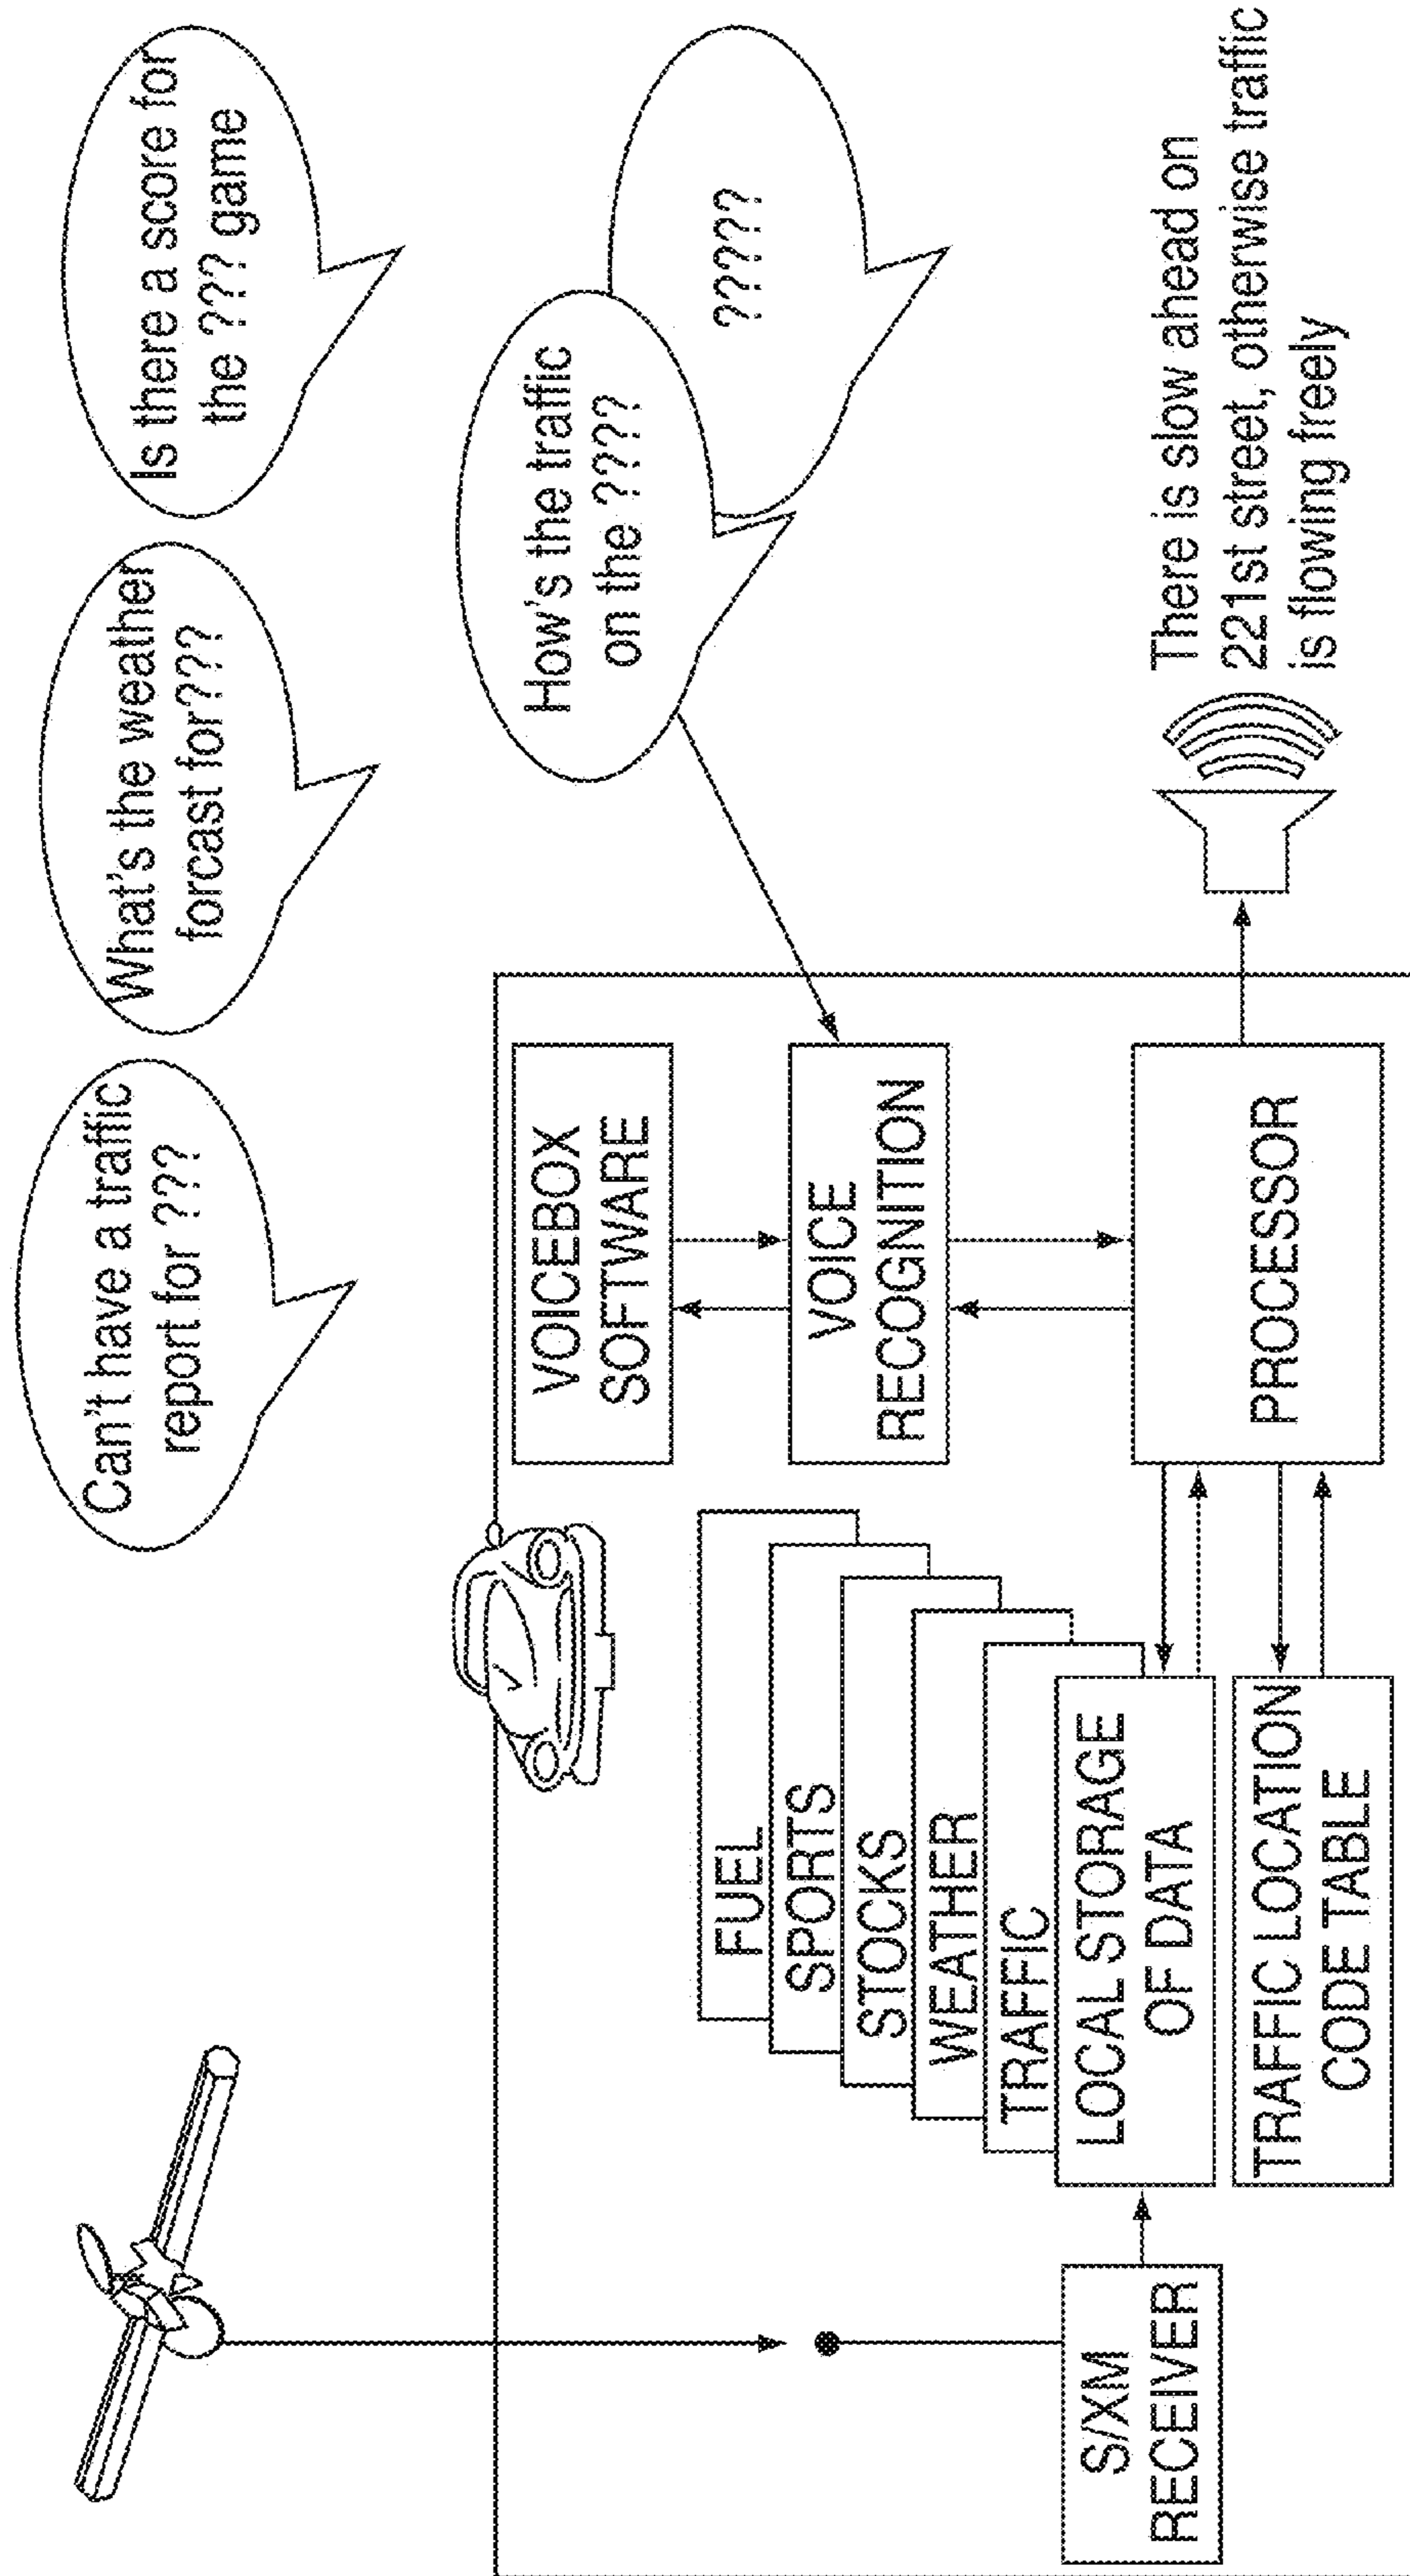 Can't have a traffic
report for ???
What's the weather
forcast for???
Is there a score for
the ??? game
How's the traffic
on the ????
?????
VOICEBOX
SOFTWARE
VOICE
RECOGNITION
PROCESSOR
FUEL
SPORTS
STOCKS
WEATHER
TRAFFIC
LOCAL STORAGE
OF DATA
TRAFFIC LOCATION
CODE TABLE
S/XM
RECEIVER
There is slow ahead on
221st street, otherwise traffic
is flowing freely